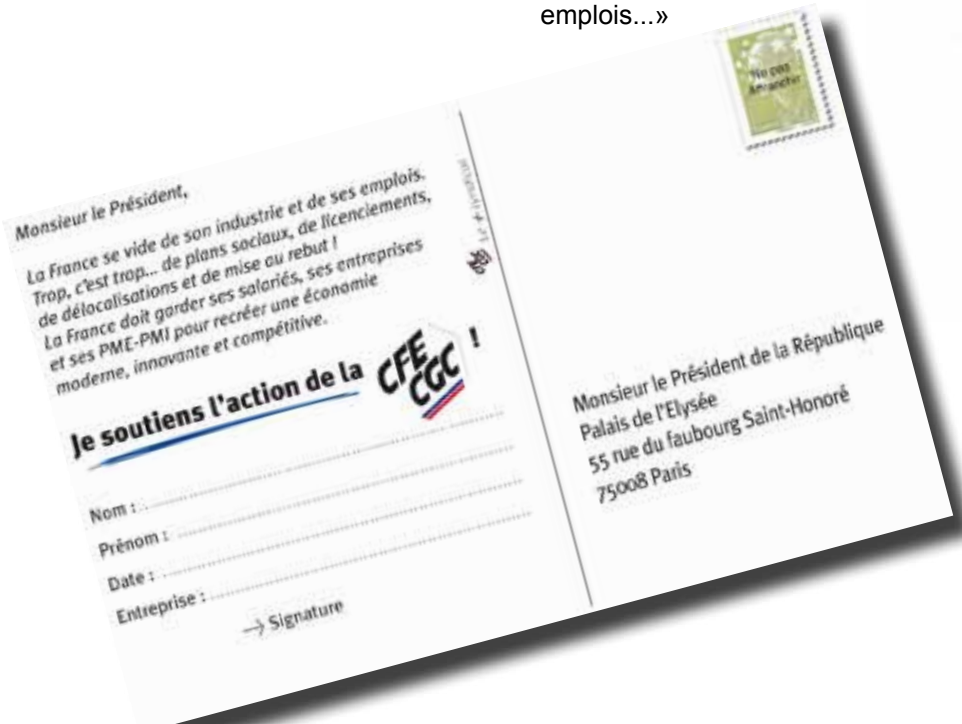 emplois...»
Ne pas
affranchir
Monsieur le Président,
La France se vide de son industrie et de ses emplois.
Trop, c'est trop... de plans sociaux, de licenciements,
de délocalisations et de mise au rebut !
La France doit garder ses salariés, ses entreprises
et ses PME-PMI pour recréer une économie
moderne, innovante et compétitive.
Je soutiens l'action de la CFE CGC !
Nom :
Prénom :
Date :
Entreprise :
→ Signature
Monsieur le Président de la République
Palais de l'Elysée
55 rue du faubourg Saint-Honoré
75008 Paris